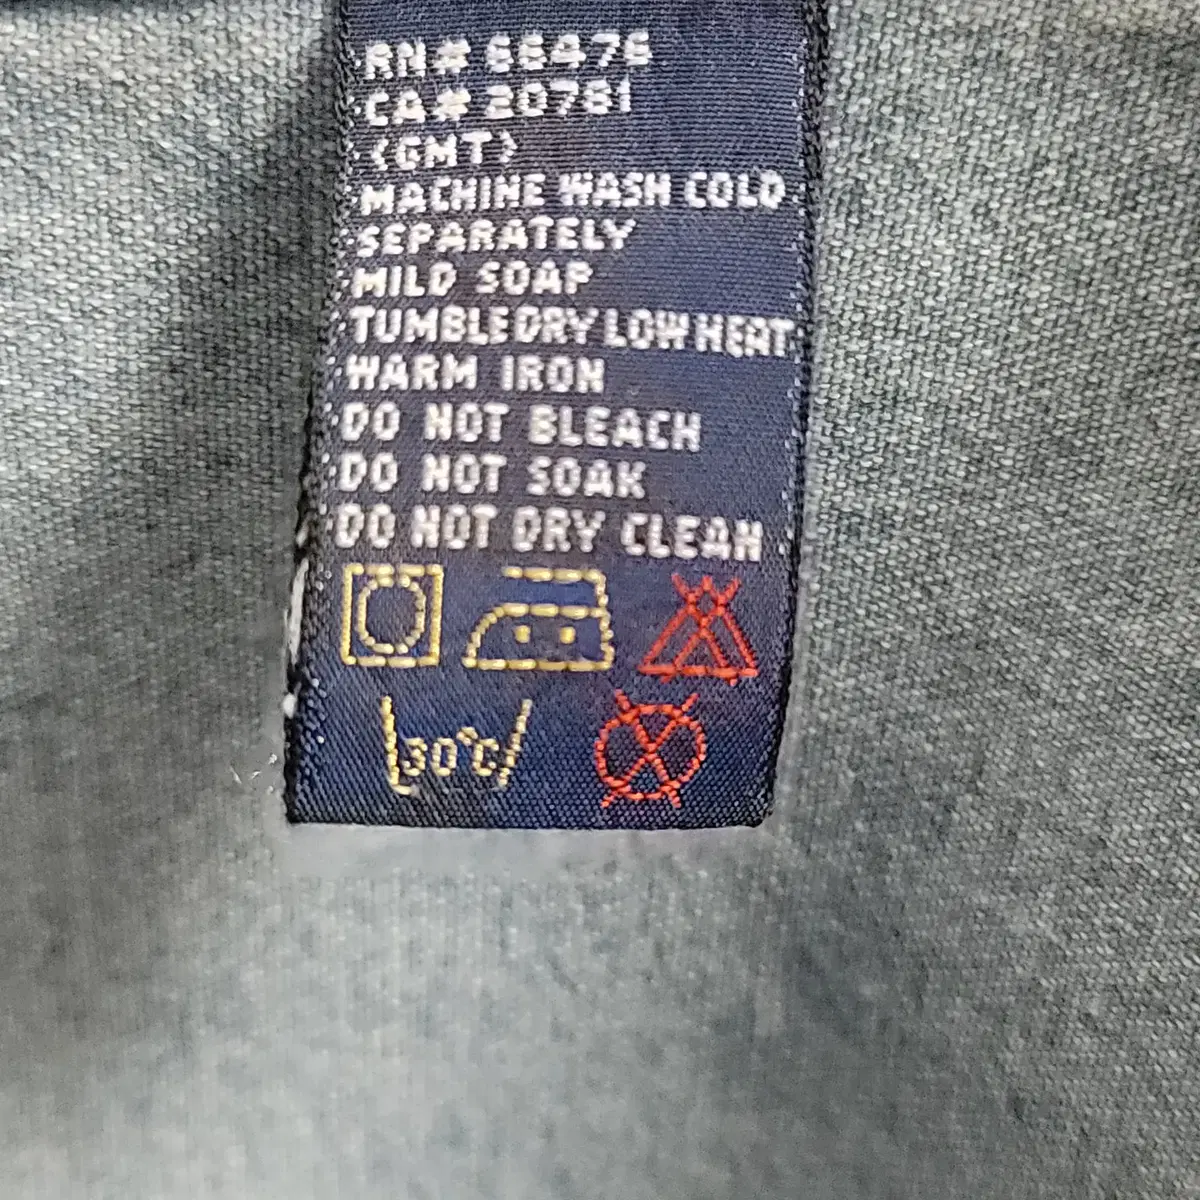 RN# 66476
CA# 20781
<GMT>
MACHINE WASH COLD
SEPARATELY
MILD SOAP
TUMBLE DRY LOW HEAT
WARM IRON
DO NOT BLEACH
DO NOT SOAK
DO NOT DRY CLEAN
30°C